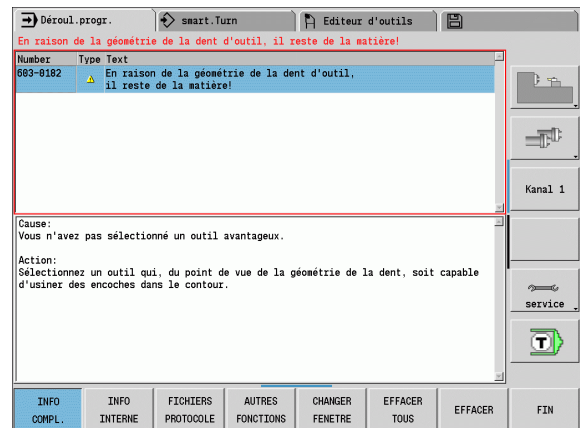 Déroul.progr.
smart.Turn
Editeur d'outils
En raison de la géométrie de la dent d'outil, il reste de la matière!
Number Type Text
603-0182 En raison de la géométrie de la dent d'outil,
il reste de la matière!
Kanal 1
Cause:
Vous n'avez pas sélectionné un outil avantageux.
Action:
Sélectionnez un outil qui, du point de vue de la géométrie de la dent, soit capable
d'usiner des encoches dans le contour.
service
T
INFO
COMPL.
INFO
INTERNE
FICHIERS
PROTOCOLE
AUTRES
FONCTIONS
CHANGER
FENETRE
EFFACER
TOUS
EFFACER
FIN